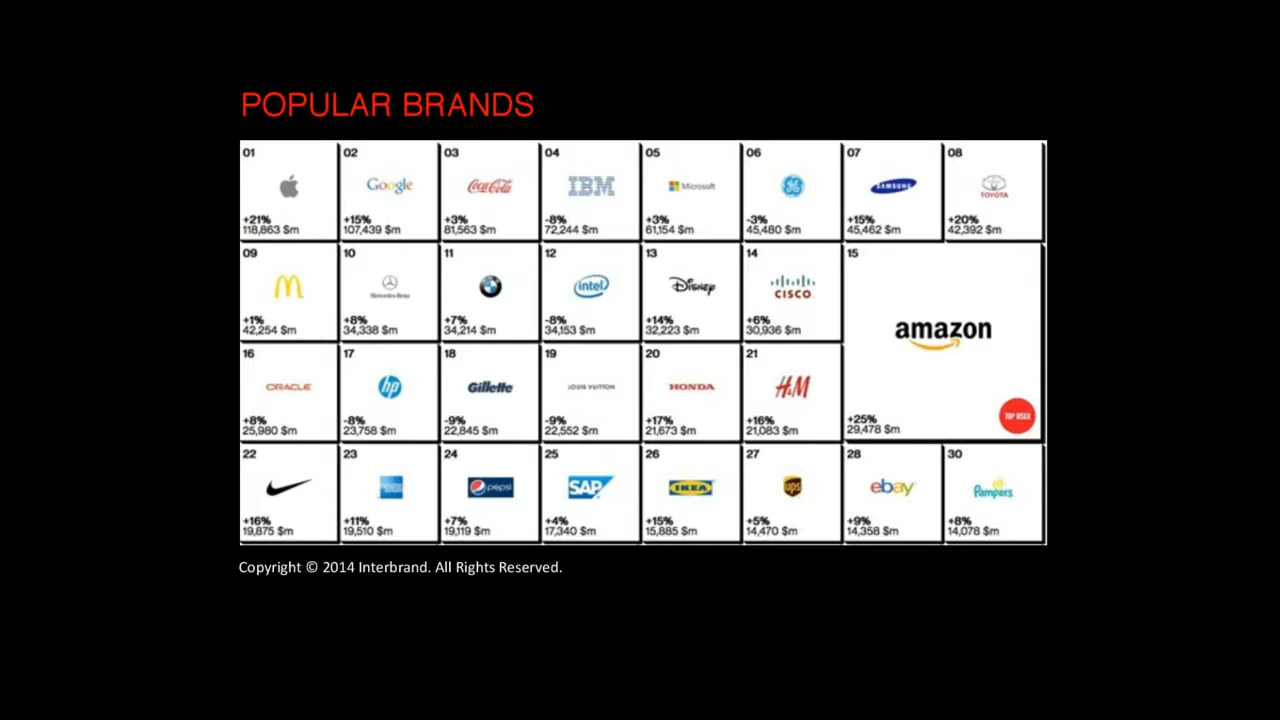 POPULAR BRANDS
01 02 03 04 05 06 07 08
Google Coca-Cola IBM Microsoft GE SAMSUNG TOYOTA
+21% +15% +3% -8% +3% -3% +15% +20%
118,863 $m 107,439 $m 81,563 $m 72,244 $m 61,154 $m 45,480 $m 45,462 $m 42,392 $m
09 10 11 12 13 14 15
Mercedes-Benz intel Disney CISCO amazon
+1% +8% +7% -8% +14% +6%
42,254 $m 34,338 $m 34,214 $m 34,153 $m 32,223 $m 30,936 $m
16 17 18 19 20 21
ORACLE hp Gillette LOUIS VUITTON HONDA H&M
TOP RISER
+8% -8% -9% -9% +17% +16% +25%
25,980 $m 23,758 $m 22,845 $m 22,552 $m 21,673 $m 21,083 $m 29,478 $m
22 23 24 25 26 27 28 30
pepsi SAP IKEA ups ebay Pampers
+16% +11% +7% +4% +15% +5% +9% +8%
19,875 $m 19,510 $m 19,119 $m 17,340 $m 15,885 $m 14,470 $m 14,358 $m 14,078 $m
Copyright © 2014 Interbrand. All Rights Reserved.